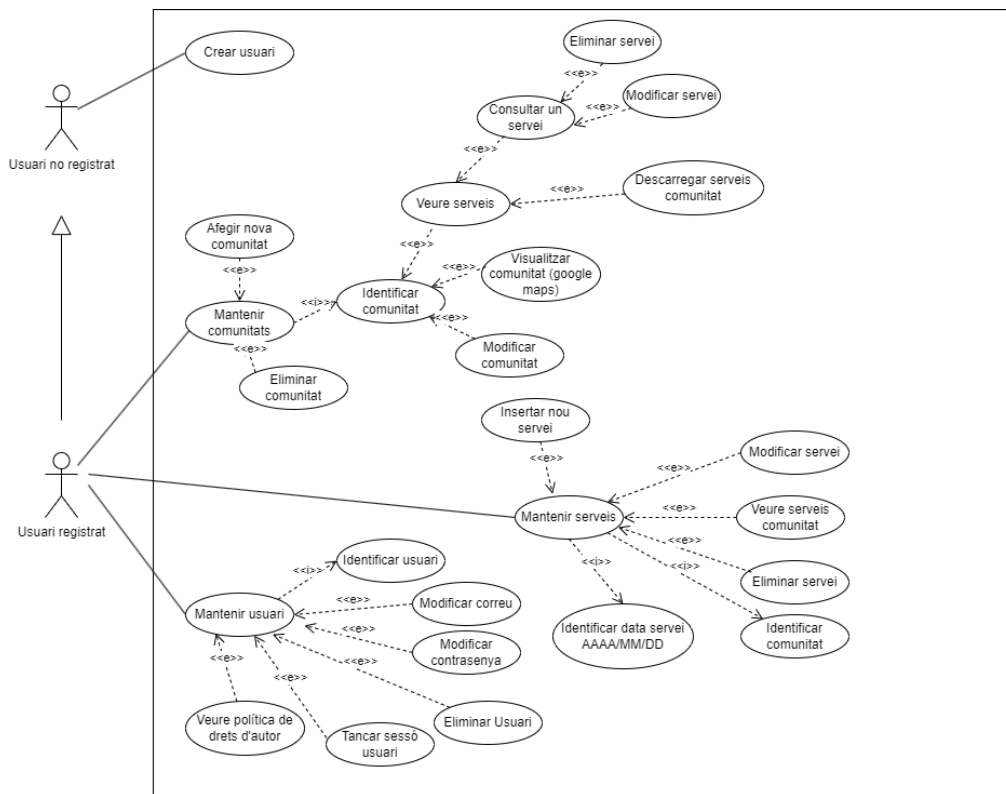 Crear usuari
Eliminar servei
<<e>>
Modificar servei
<<e>>
Consultar un
servei
Usuari no registrat
<<e>>
Descarregar serveis
comunitat
<<e>>
Veure serveis
Afegir nova
comunitat
<<e>>
<<e>>
Visualitzar
comunitat (google
maps)
<<e>>
Identificar
comunitat
<<i>>
Mantenir
comunitats
<<e>>
<<e>>
Modificar
comunitat
Eliminar
comunitat
Insertar nou
servei
<<e>>
Modificar servei
<<e>>
Usuari registrat
Mantenir serveis
<<e>>
Veure serveis
comunitat
<<e>>
<<i>>
<<i>>
Eliminar servei
Identificar usuari
<<i>>
Mantenir usuari
<<e>>
Modificar correu
Identificar data servei
AAAA/MM/DD
Identificar
comunitat
<<e>>
Modificar
contrasenya
<<e>>
<<e>>
<<e>>
Veure política de
drets d'autor
Tancar sessó
usuari
Eliminar Usuari